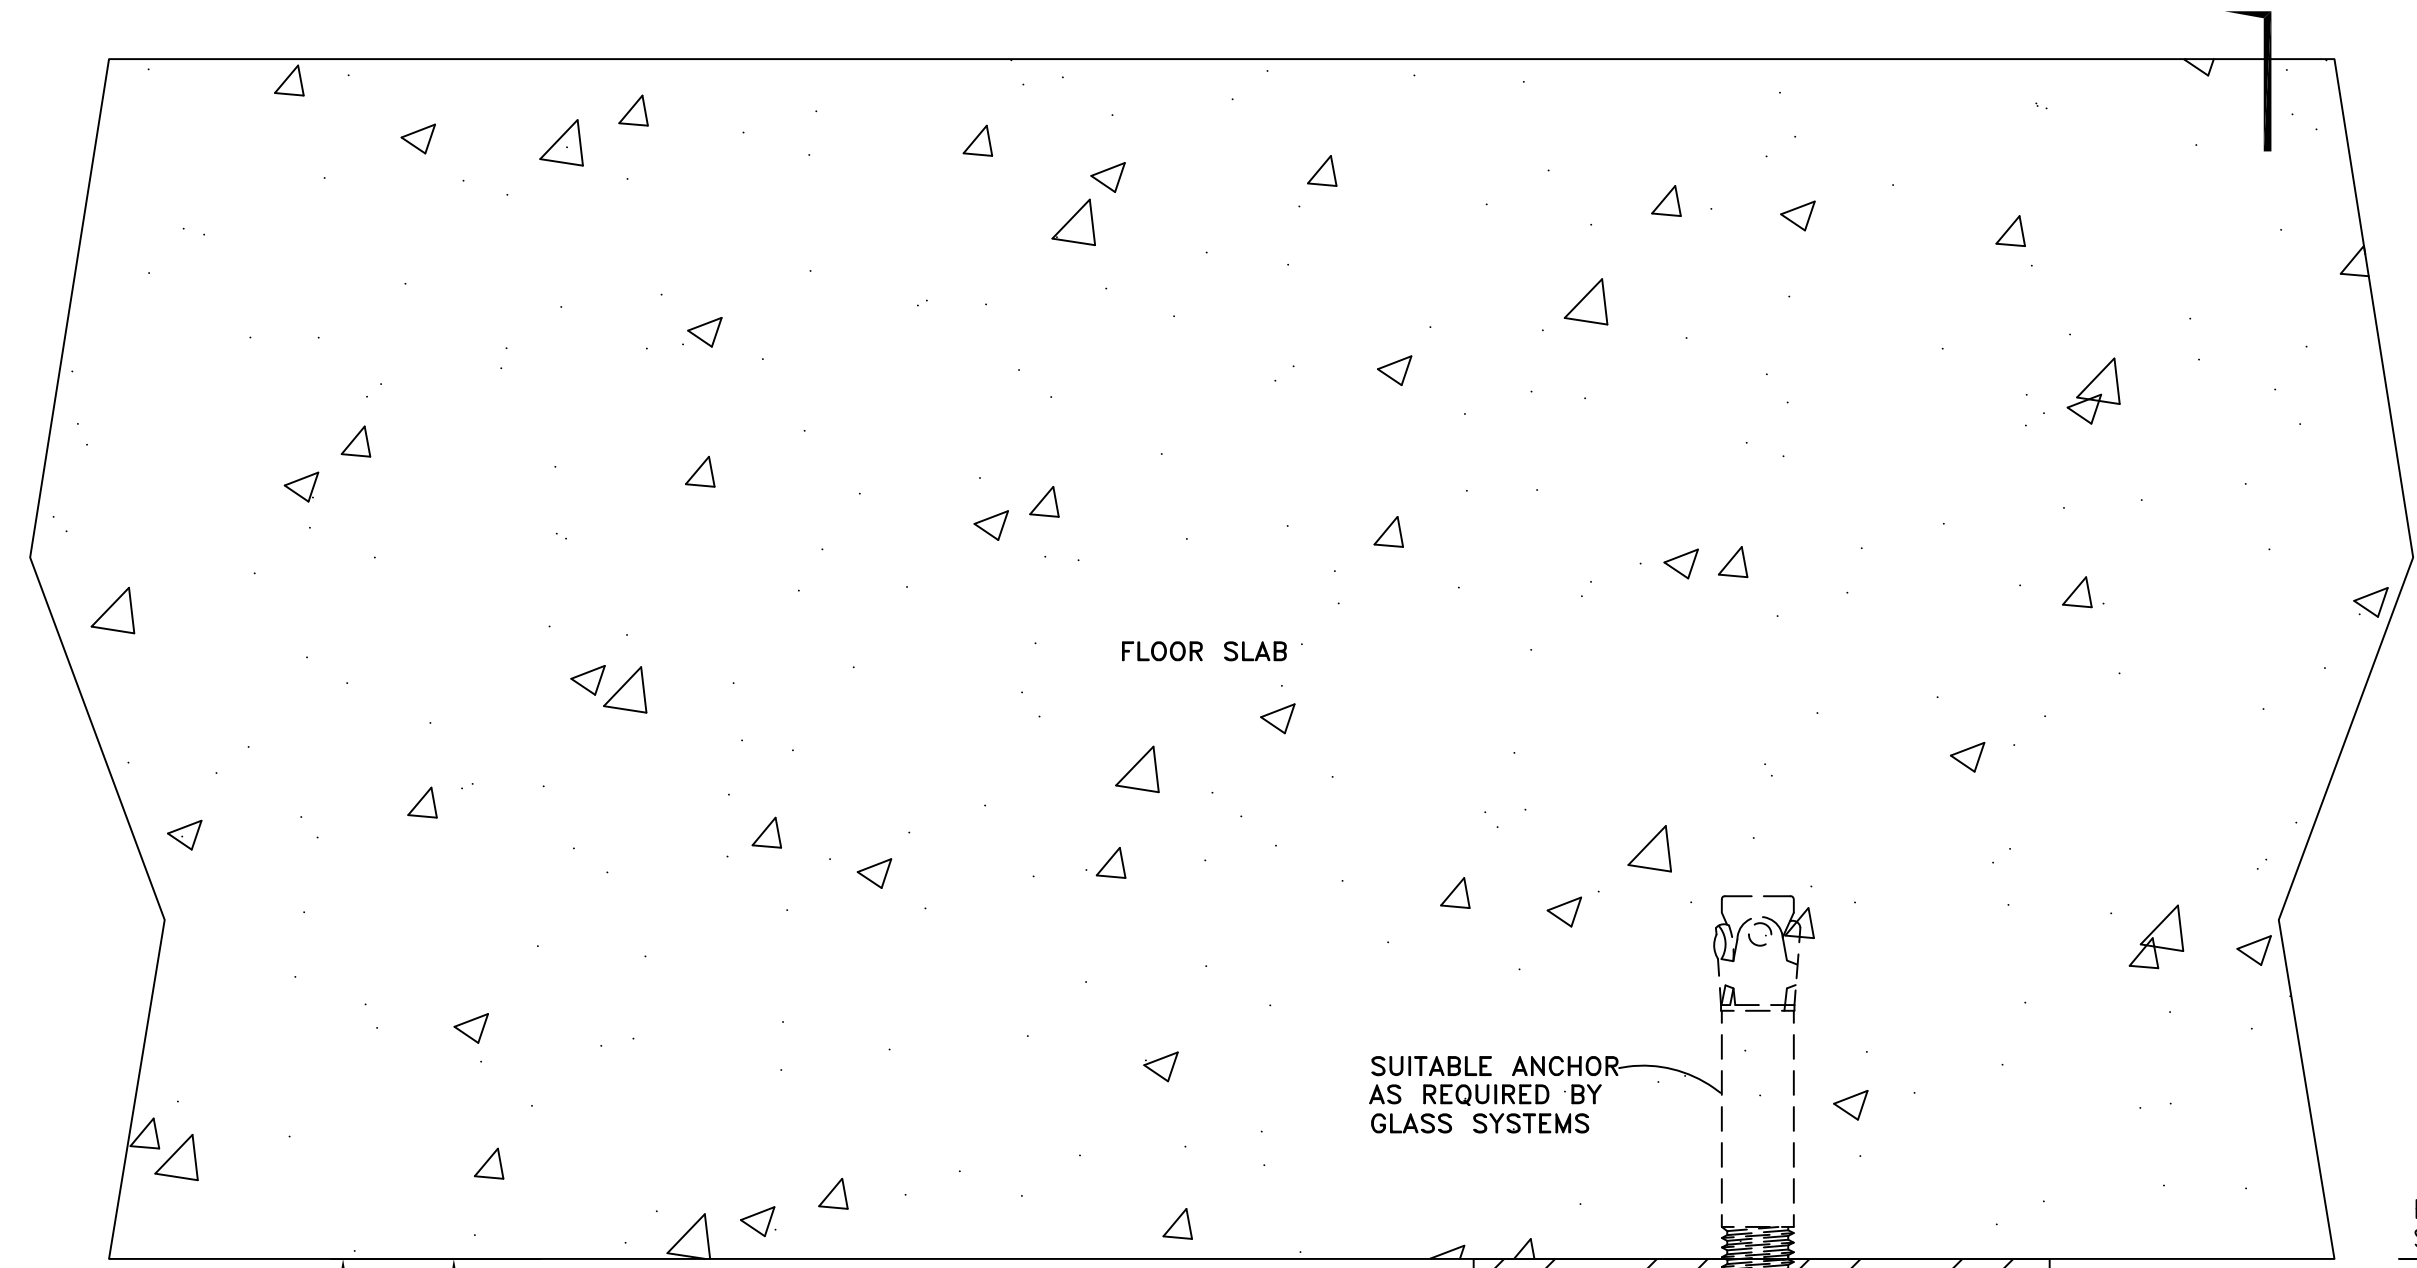 FLOOR SLAB
SUITABLE ANCHOR
AS REQUIRED BY
GLASS SYSTEMS